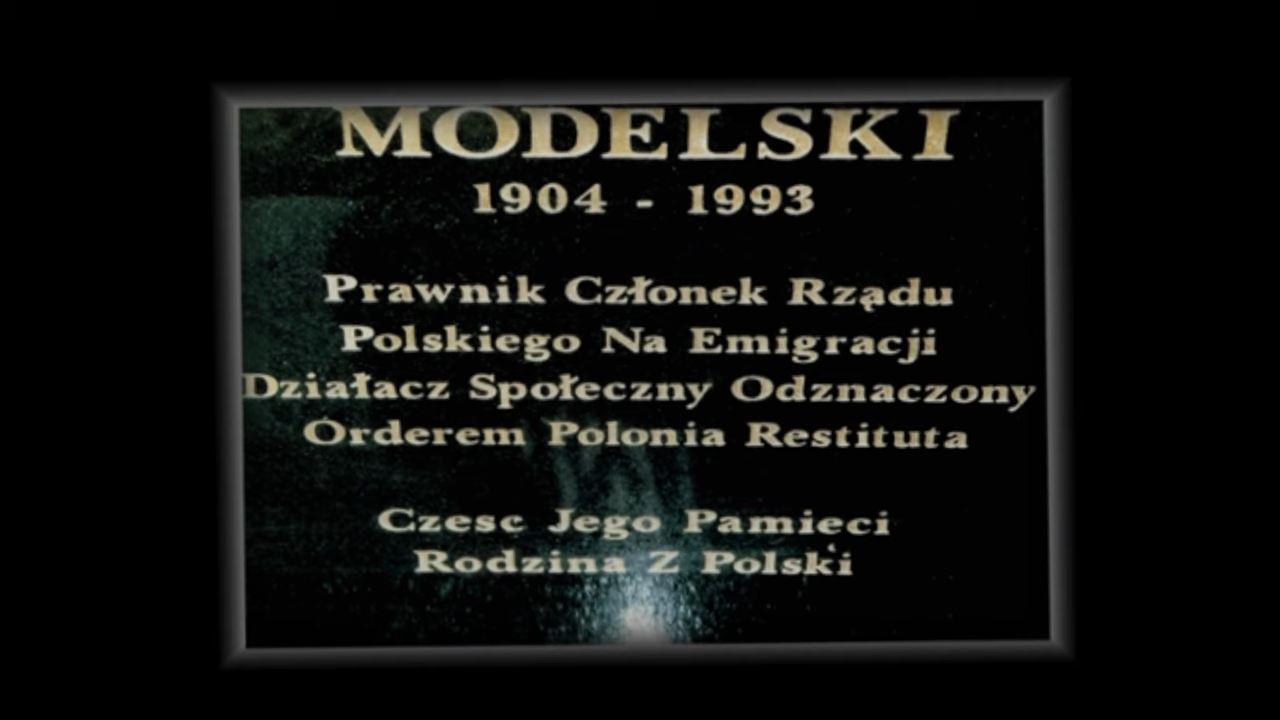 MODELSKI
1904 - 1993
Prawnik Członek Rządu
Polskiego Na Emigracji
Działacz Społeczny Odznaczony
Orderem Polonia Restituta
Czesc Jego Pamięci
Rodzina Z Polski